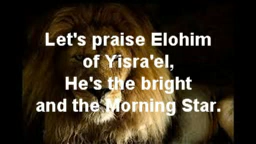 Let's praise Elohim
of Yisra'el,
He's the bright
and the Morning Star.